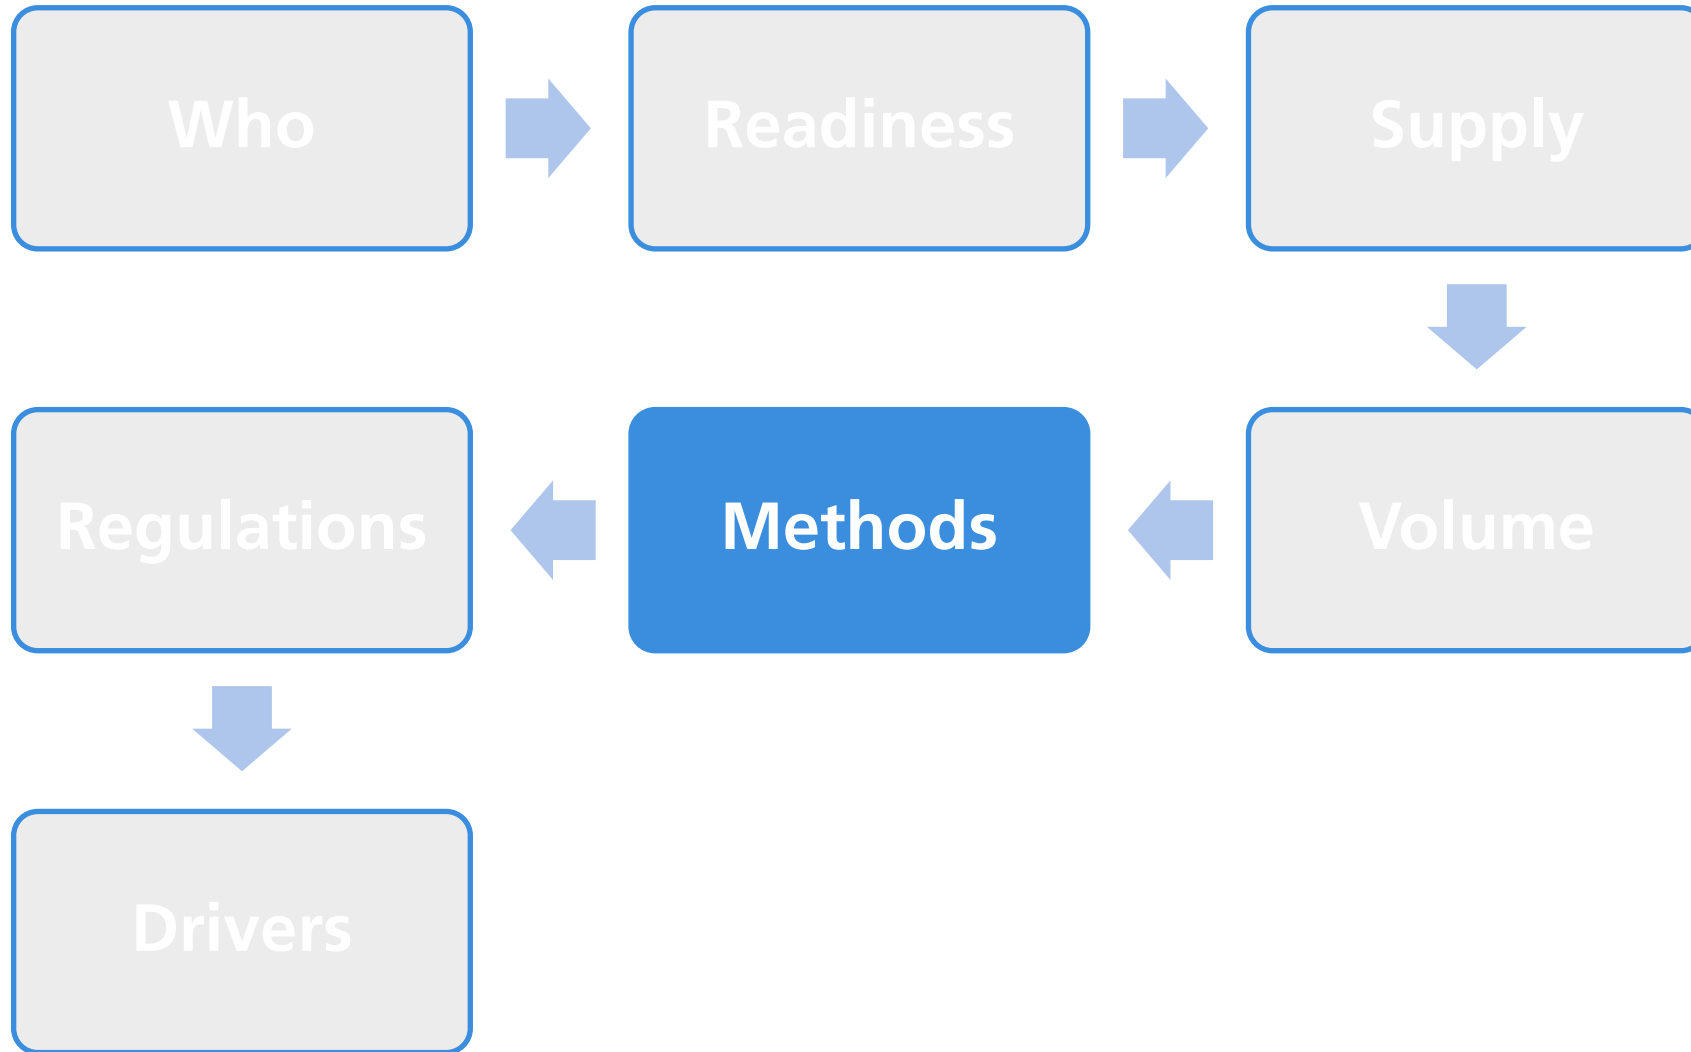 Who
Readiness
Supply
Volume
Methods
Regulations
Drivers